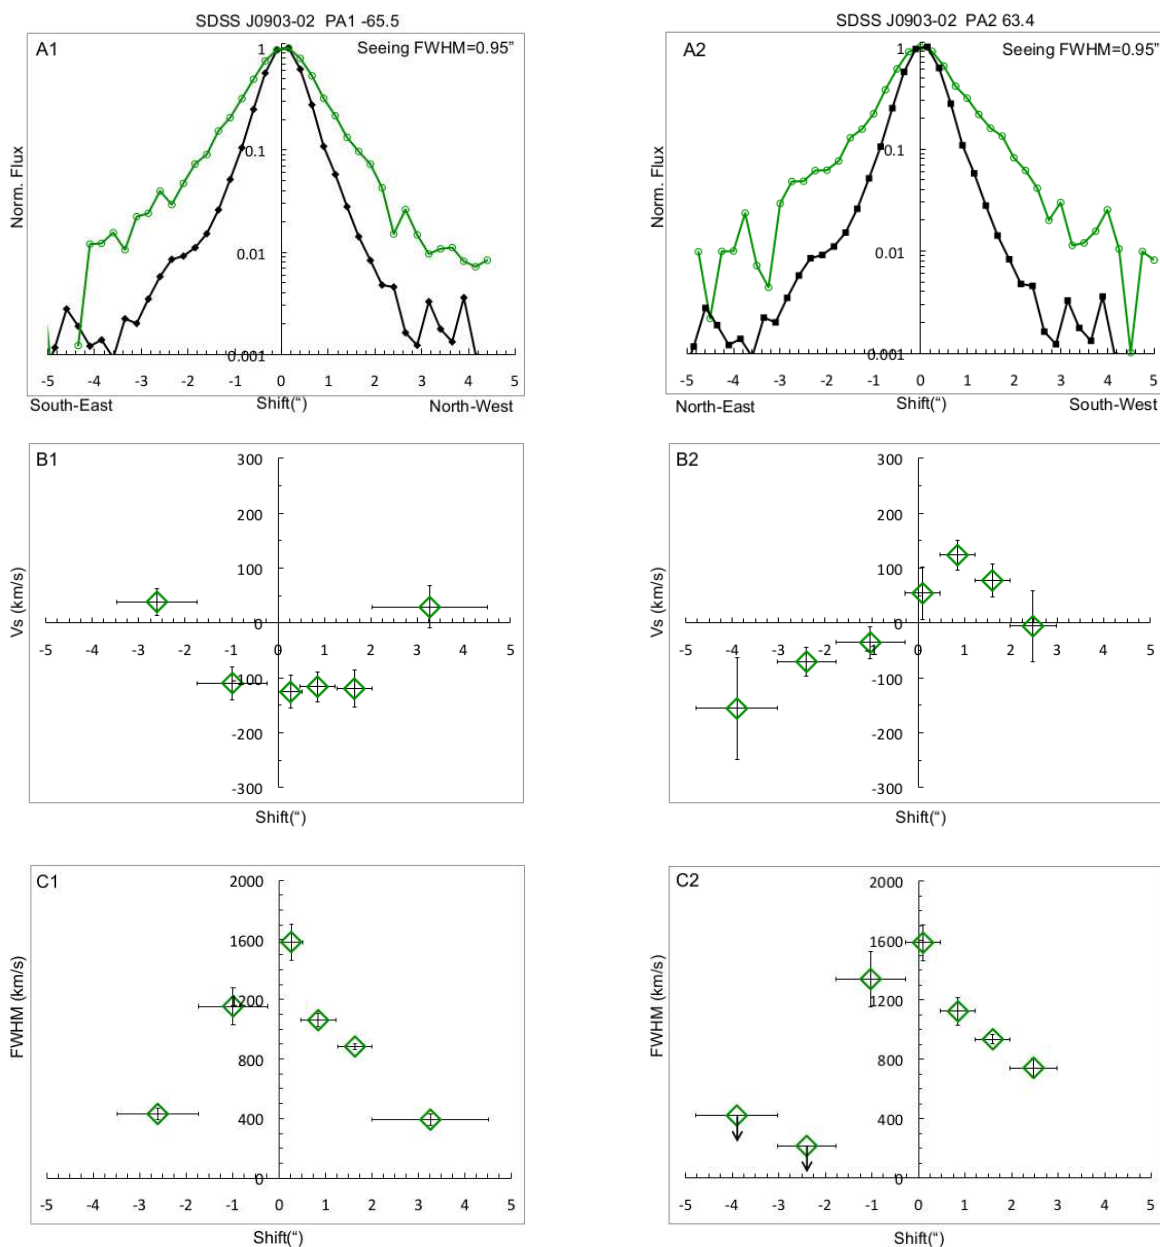 SDSS J0903-02 PA1 -65.5
A1
Seeing FWHM=0.95"
1
0.1
0.01
0.001
Norm. Flux
-5 -4 -3 -2 -1 0 1 2 3 4 5
South-East
Shift(")
North-West
SDSS J0903-02 PA2 63.4
A2
Seeing FWHM=0.95"
1
0.1
0.01
0.001
Norm. Flux
-5 -4 -3 -2 -1 0 1 2 3 4 5
North-East
Shift(")
South-West
B1
300
200
100
0
-5 -4 -3 -2 -1 0 1 2 3 4 5
-100
-200
-300
Vs (km/s)
Shift(")
B2
300
200
100
0
-5 -4 -3 -2 -1 0 1 2 3 4 5
-100
-200
-300
Vs (km/s)
Shift(")
C1
2000
1600
1200
800
400
0
FWHM (km/s)
-5 -4 -3 -2 -1 0 1 2 3 4 5
Shift(")
C2
2000
1600
1200
800
400
0
FWHM (km/s)
-5 -4 -3 -2 -1 0 1 2 3 4 5
Shift(")